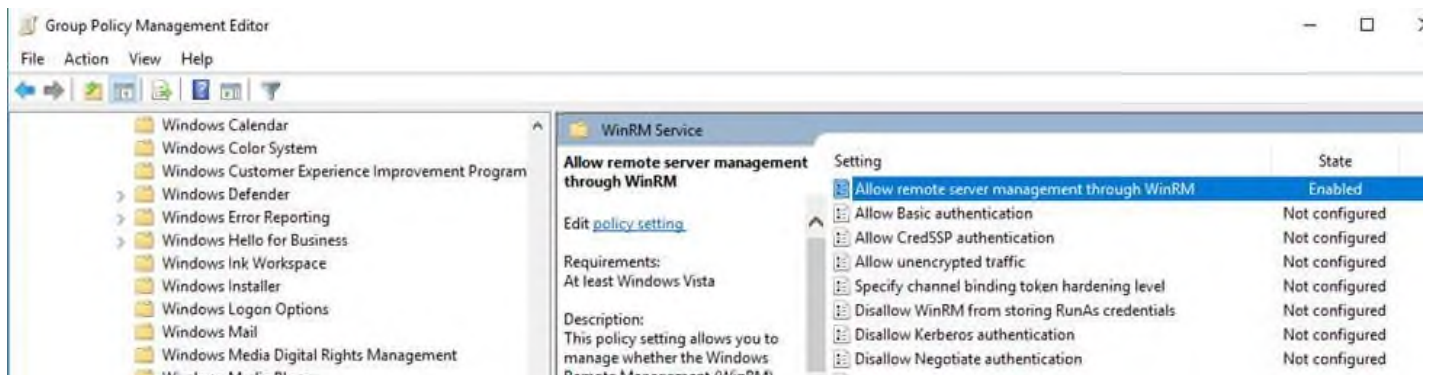 Group Policy Management Editor
File Action View Help
Windows Calendar
Windows Color System
Windows Customer Experience Improvement Program
Windows Defender
Windows Error Reporting
Windows Hello for Business
Windows Ink Workspace
Windows Installer
Windows Logon Options
Windows Mail
Windows Media Digital Rights Management
WinRM Service
Allow remote server management
through WinRM
Edit policy setting
Requirements:
At least Windows Vista
Description:
This policy setting allows you to
manage whether the Windows
Remote Management (WinRM)
Setting State
Allow remote server management through WinRM Enabled
Allow Basic authentication Not configured
Allow CredSSP authentication Not configured
Allow unencrypted traffic Not configured
Specify channel binding token hardening level Not configured
Disallow WinRM from storing RunAs credentials Not configured
Disallow Kerberos authentication Not configured
Disallow Negotiate authentication Not configured